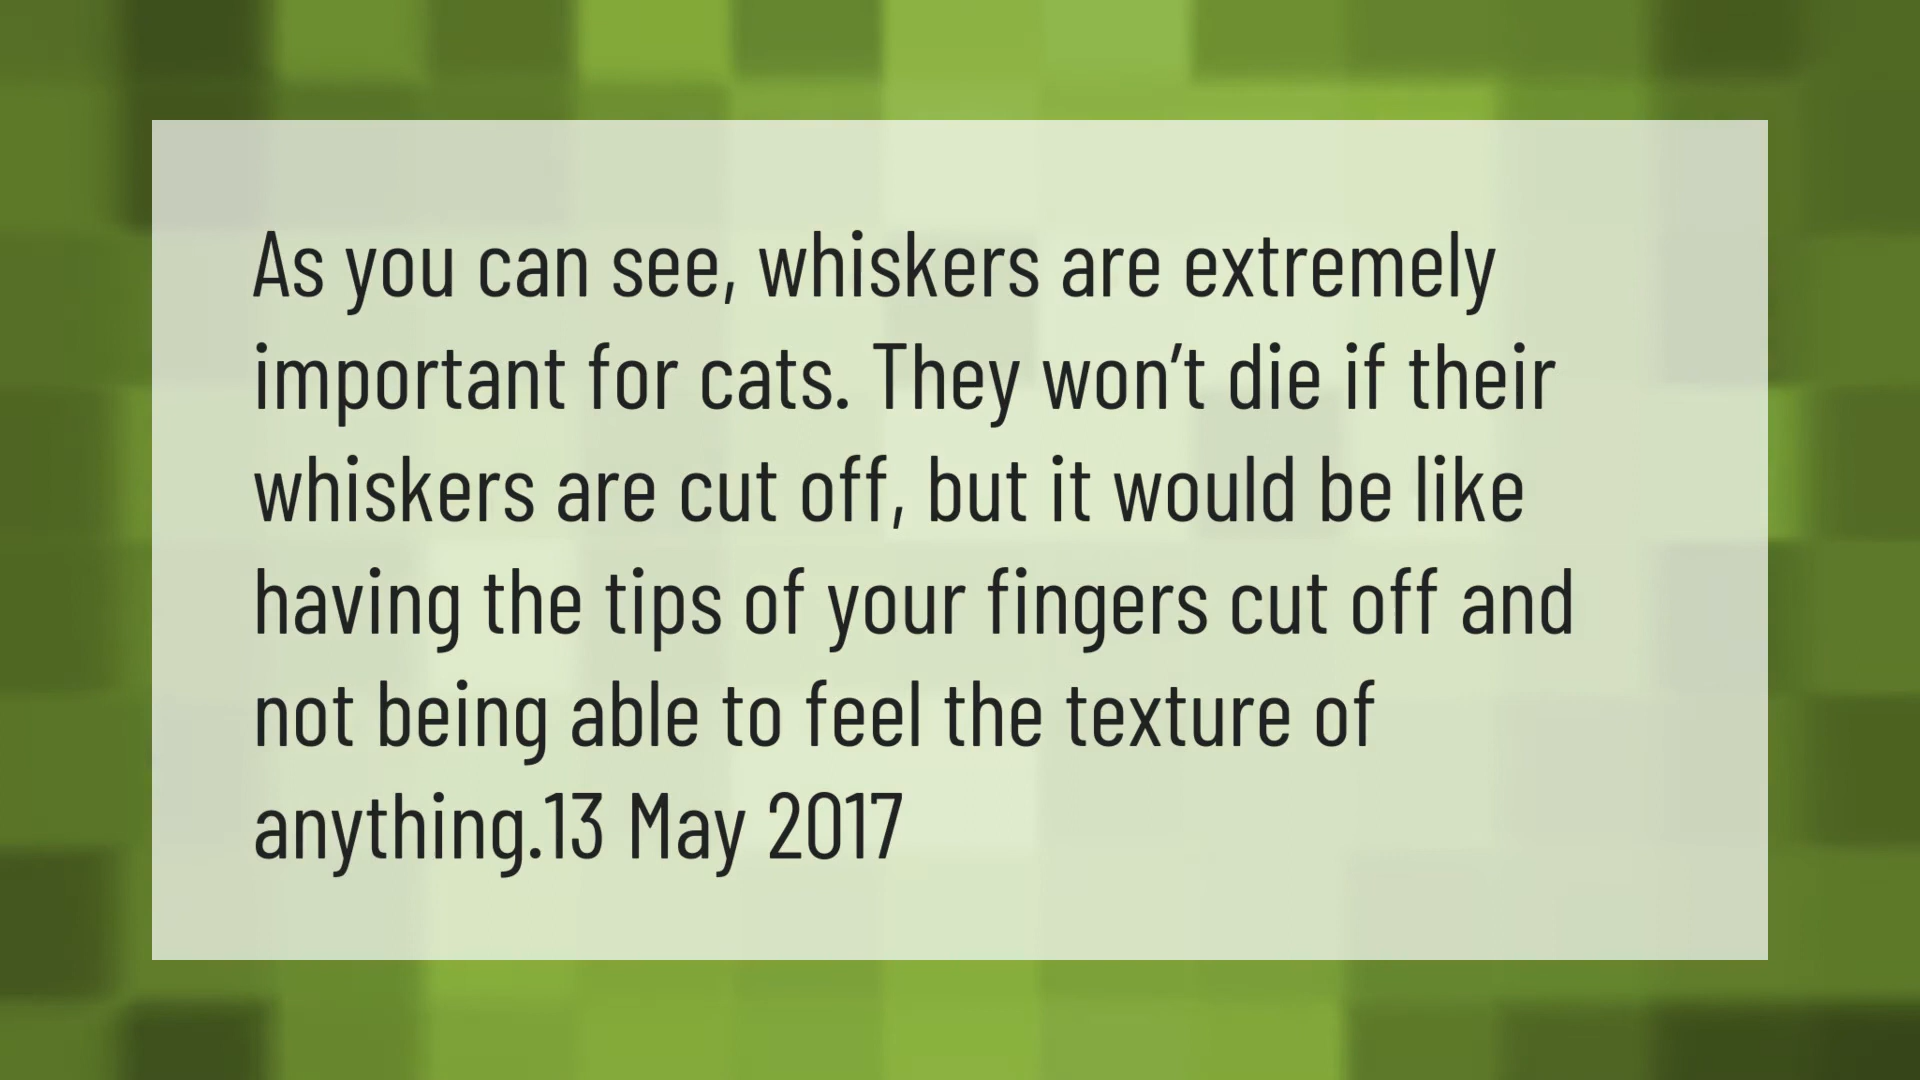 As you can see, whiskers are extremely
important for cats. They won’t die if their
whiskers are cut off, but it would be like
having the tips of your fingers cut off and
not being able to feel the texture of
anything.13 May 2017